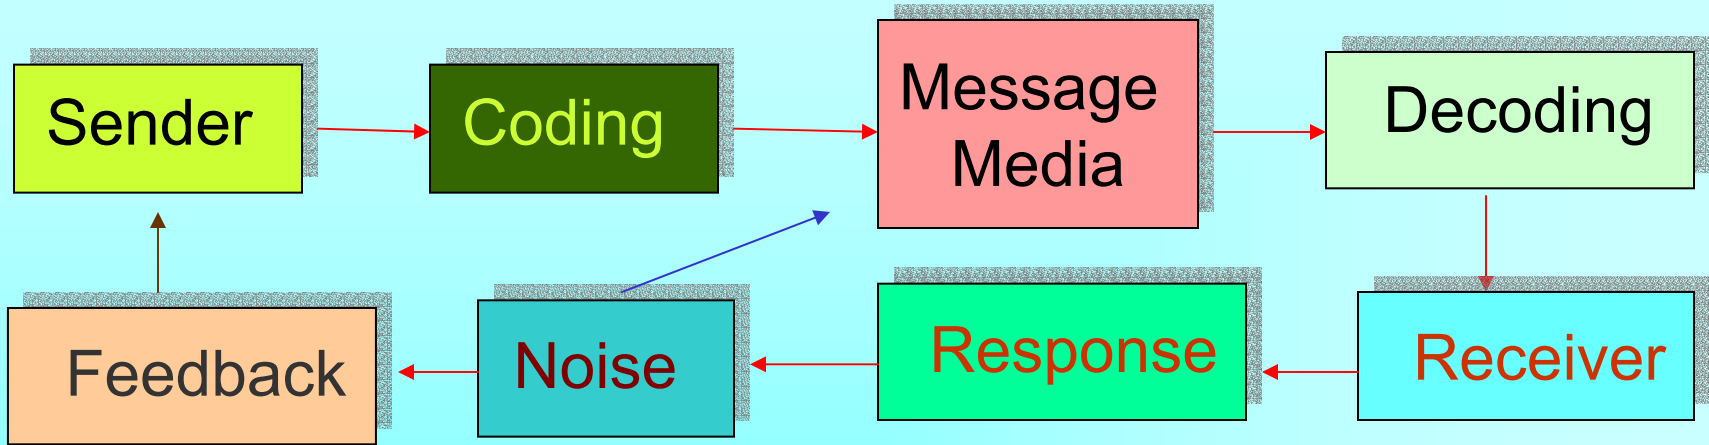 Sender
Coding
Message
Media
Decoding
Feedback
Noise
Response
Receiver